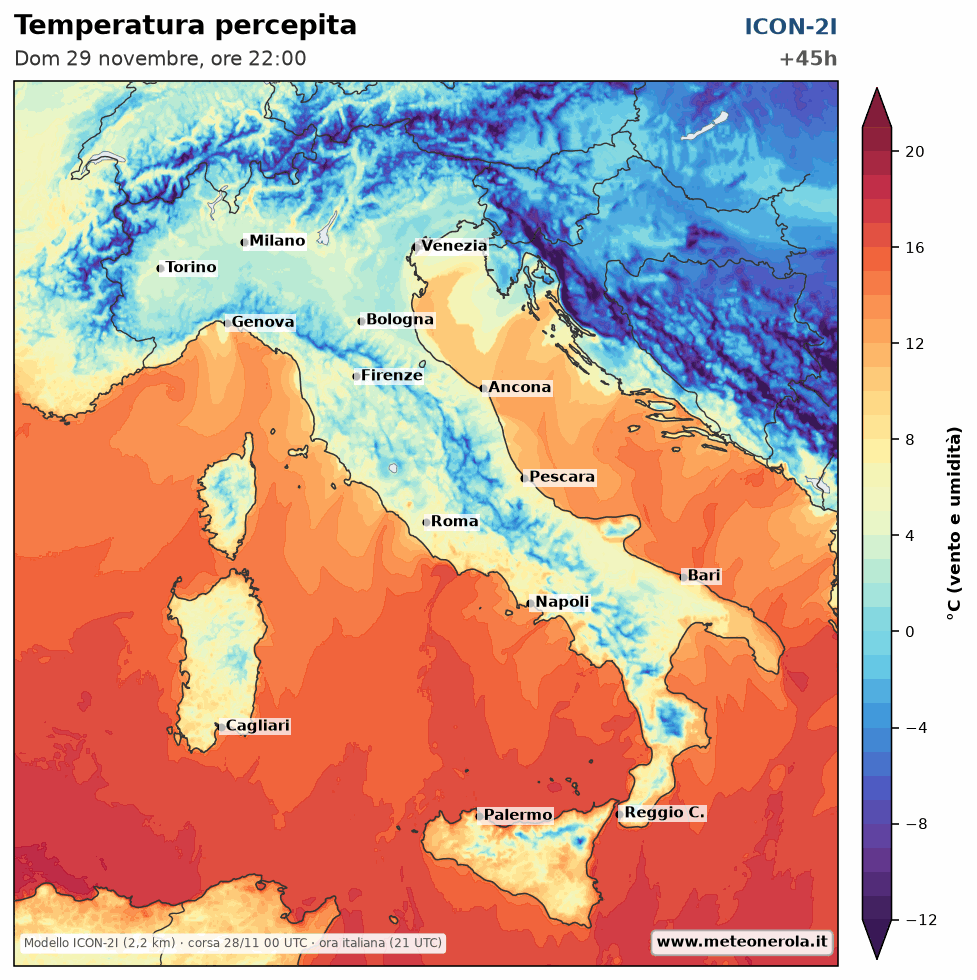 Temperatura percepita
ICON-2I
Dom 29 novembre, ore 22:00
+45h
Milano
Venezia
Torino
Genova
Bologna
Firenze
Ancona
Pescara
Roma
Bari
Napoli
Cagliari
Palermo
Reggio C.
20
16
12
8
4
0
−4
−8
−12
°C (vento e umidità)
Modello ICON-2I (2,2 km) · corsa 28/11 00 UTC · ora italiana (21 UTC)
www.meteonerola.it